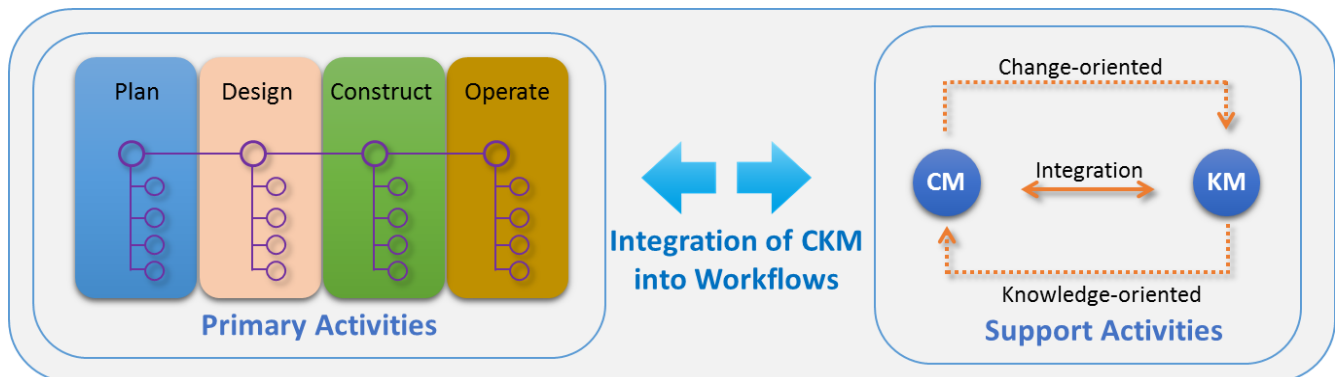 Plan
Design
Construct
Operate
Primary Activities
Integration of CKM
into Workflows
Change-oriented
CM
Integration
KM
Knowledge-oriented
Support Activities